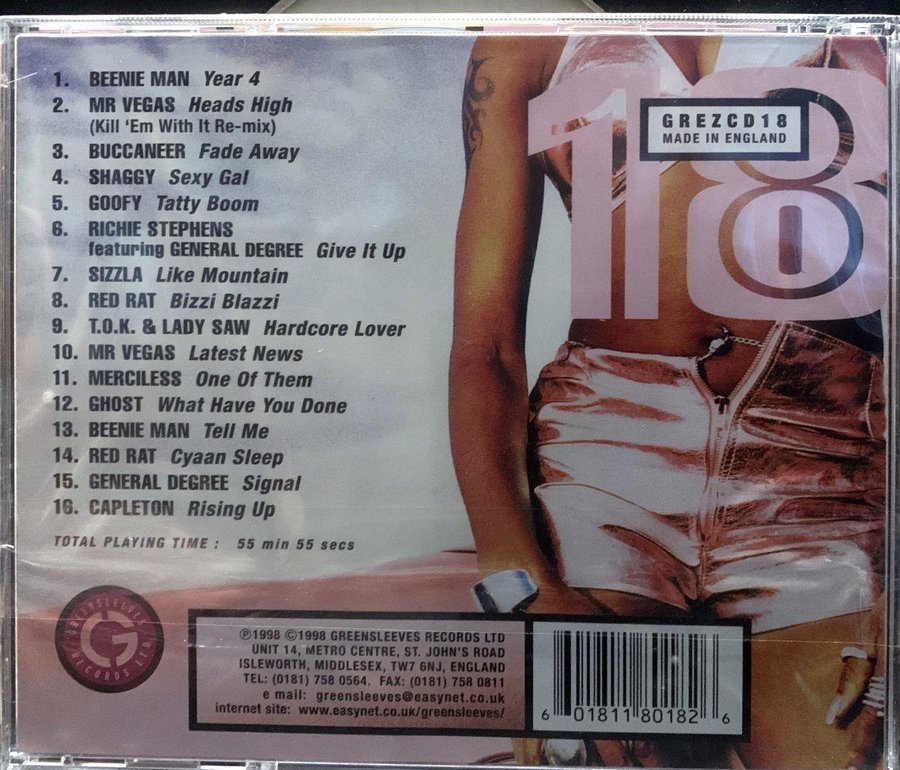 1. BEENIE MAN Year 4
2. MR VEGAS Heads High
(Kill 'Em With It Re-mix)
3. BUCCANEER Fade Away
4. SHAGGY Sexy Gal
5. GOOFY Tatty Boom
6. RICHIE STEPHENS
featuring GENERAL DEGREE Give It Up
7. SIZZLA Like Mountain
8. RED RAT Bizzi Blazzi
9. T.O.K. & LADY SAW Hardcore Lover
10. MR VEGAS Latest News
11. MERCILESS One Of Them
12. GHOST What Have You Done
13. BEENIE MAN Tell Me
14. RED RAT Cyaan Sleep
15. GENERAL DEGREE Signal
16. CAPLETON Rising Up
TOTAL PLAYING TIME : 55 min 55 secs
18
GREZCD18
MADE IN ENGLAND
GREENSLEEVES
RECORDS LTD
G
℗1998 ©1998 GREENSLEEVES RECORDS LTD
UNIT 14, METRO CENTRE, ST. JOHN'S ROAD
ISLEWORTH, MIDDLESEX, TW7 6NJ, ENGLAND
TEL: (0181) 758 0564. FAX: (0181) 758 0811
e mail: greensleeves@easynet.co.uk
internet site: www.easynet.co.uk/greensleeves/
6 01811 80182 6